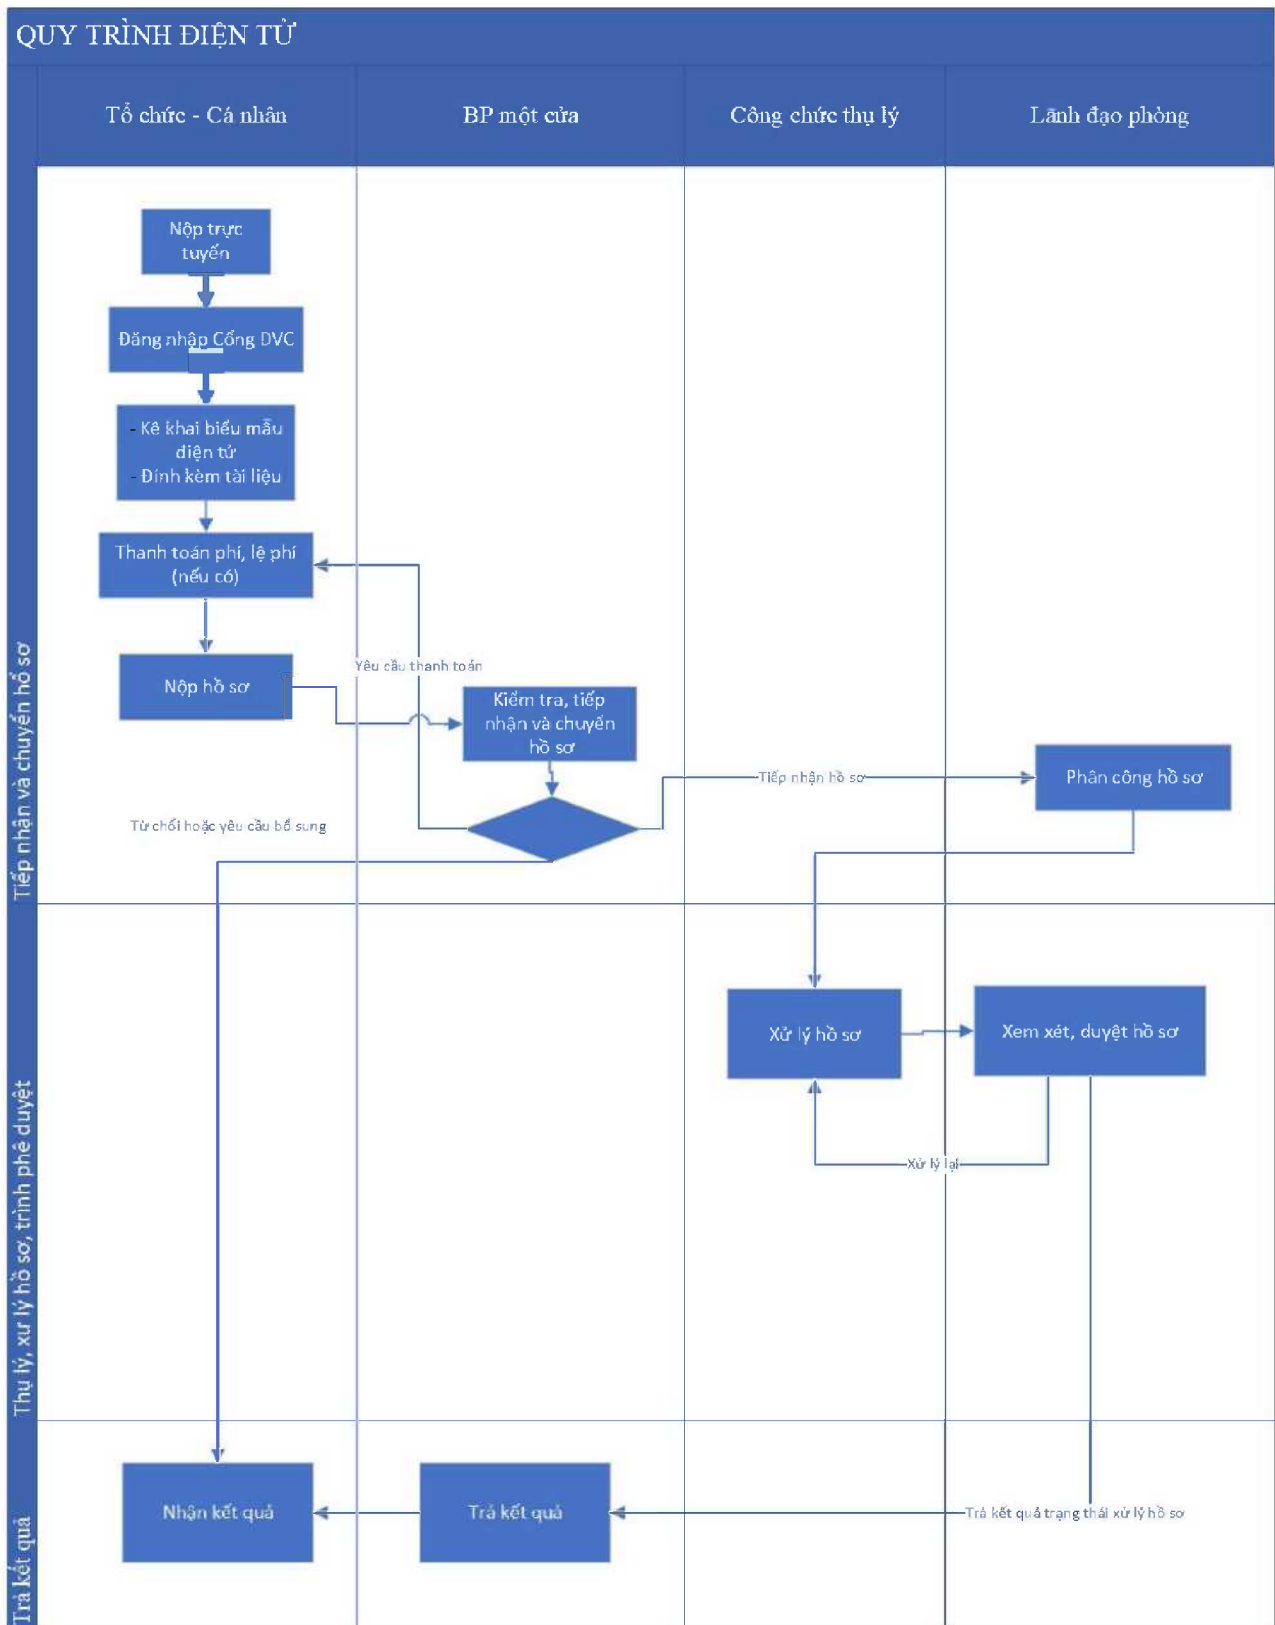 QUY TRÌNH ĐIỆN TỬ
Tổ chức - Cá nhân
BP một cửa
Công chức thụ lý
Lãnh đạo phòng
Tiếp nhận và chuyển hồ sơ
Nộp trực
tuyến
Đăng nhập Cổng DVC
- Kê khai biểu mẫu
điện tử
- Đính kèm tài liệu
Thanh toán phí, lệ phí
(nếu có)
Yêu cầu thanh toán
Nộp hồ sơ
Kiểm tra, tiếp
nhận và chuyển
hồ sơ
Tiếp nhận hồ sơ
Phân công hồ sơ
Từ chối hoặc yêu cầu bổ sung
Thụ lý, xư lý hồ sơ, trình phê duyệt
Xử lý hồ sơ
Xem xét, duyệt hồ sơ
Xử lý lại
Trả kết quả
Nhận kết quả
Trả kết quả
Trả kết quả trạng thái xử lý hồ sơ